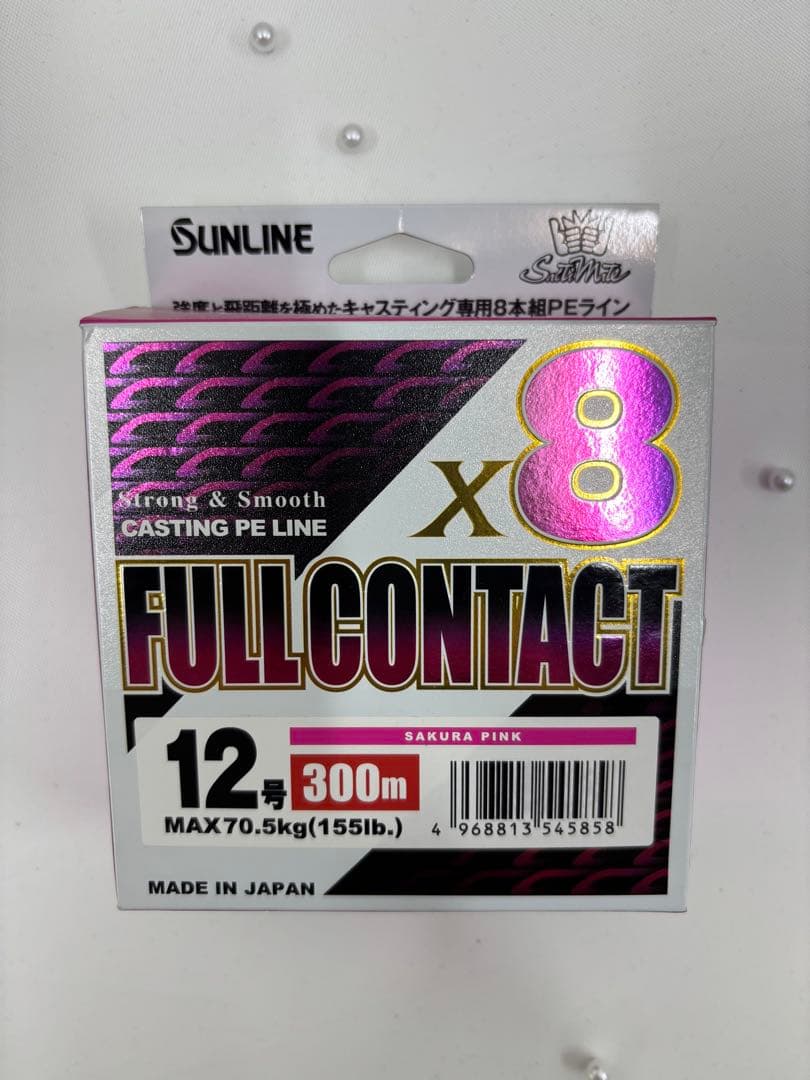 SUNLINE
SaltiMate
強度と飛距離を極めたキャスティング専用8本組PEライン
x8
Strong & Smooth
CASTING PE LINE
FULLCONTACT
SAKURA PINK
12号
300m
MAX70.5kg(155lb.)
4 968813 545858
MADE IN JAPAN